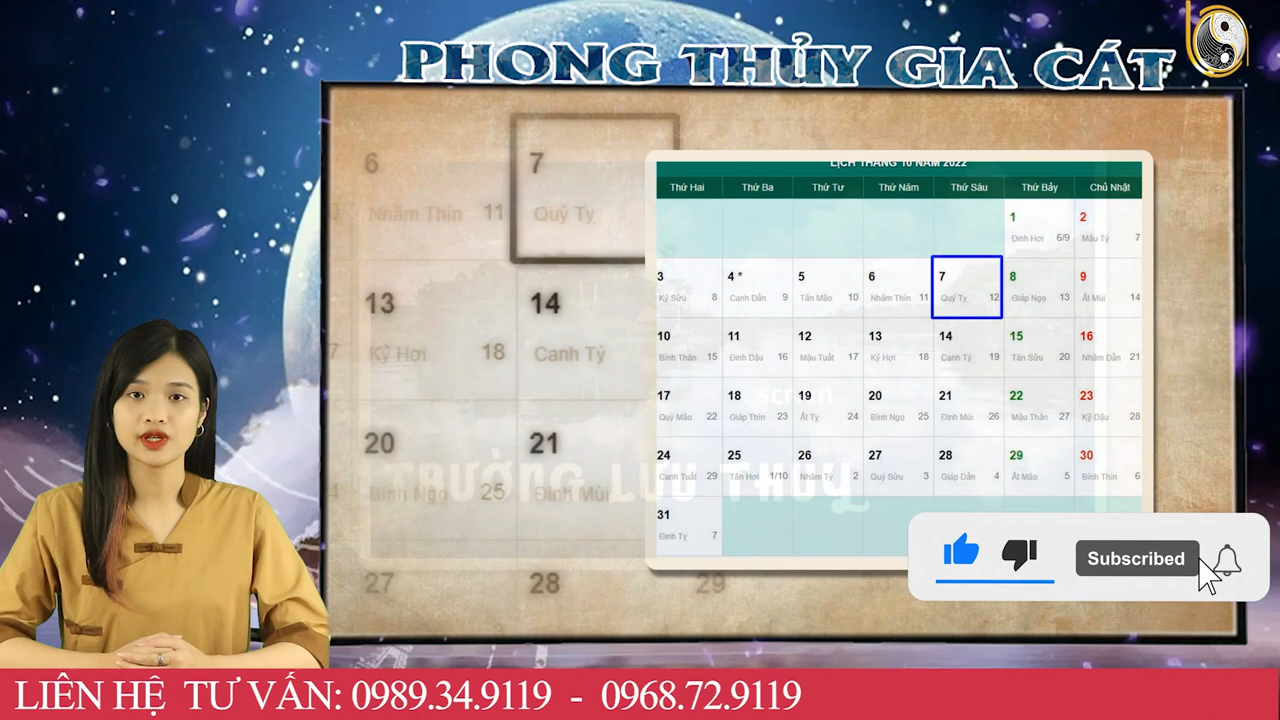 PHONG THỦY GIA CÁT
6 7
Nhâm Thìn 11 Quý Tỵ
13 14
Kỷ Hợi 18 Canh Tý
20 21
Bính Ngọ 25 Đinh Mùi
27 28 29
LỊCH THÁNG 10 NĂM 2022
Thứ Hai Thứ Ba Thứ Tư Thứ Năm Thứ Sáu Thứ Bảy Chủ Nhật
1 2
Đinh Hợi 6/9 Mậu Tý 7
3 4 * 5 6 7 8 9
Kỷ Sửu 8 Canh Dần 9 Tân Mão 10 Nhâm Thìn 11 Quý Tỵ 12 Giáp Ngọ 13 Ất Mùi 14
10 11 12 13 14 15 16
Bính Thân 15 Đinh Dậu 16 Mậu Tuất 17 Kỷ Hợi 18 Canh Tý 19 Tân Sửu 20 Nhâm Dần 21
17 18 19 20 21 22 23
Quý Mão 22 Giáp Thìn 23 Ất Tỵ 24 Bính Ngọ 25 Đinh Mùi 26 Mậu Thân 27 Kỷ Dậu 28
24 25 26 27 28 29 30
Canh Tuất 29 Tân Hợi 1/10 Nhâm Tý 2 Quý Sửu 3 Giáp Dần 4 Ất Mão 5 Bính Thìn 6
31
Đinh Tỵ 7
TRƯỜNG LƯU THUỶ
Subscribed
LIÊN HỆ TƯ VẤN: 0989.34.9119 - 0968.72.9119